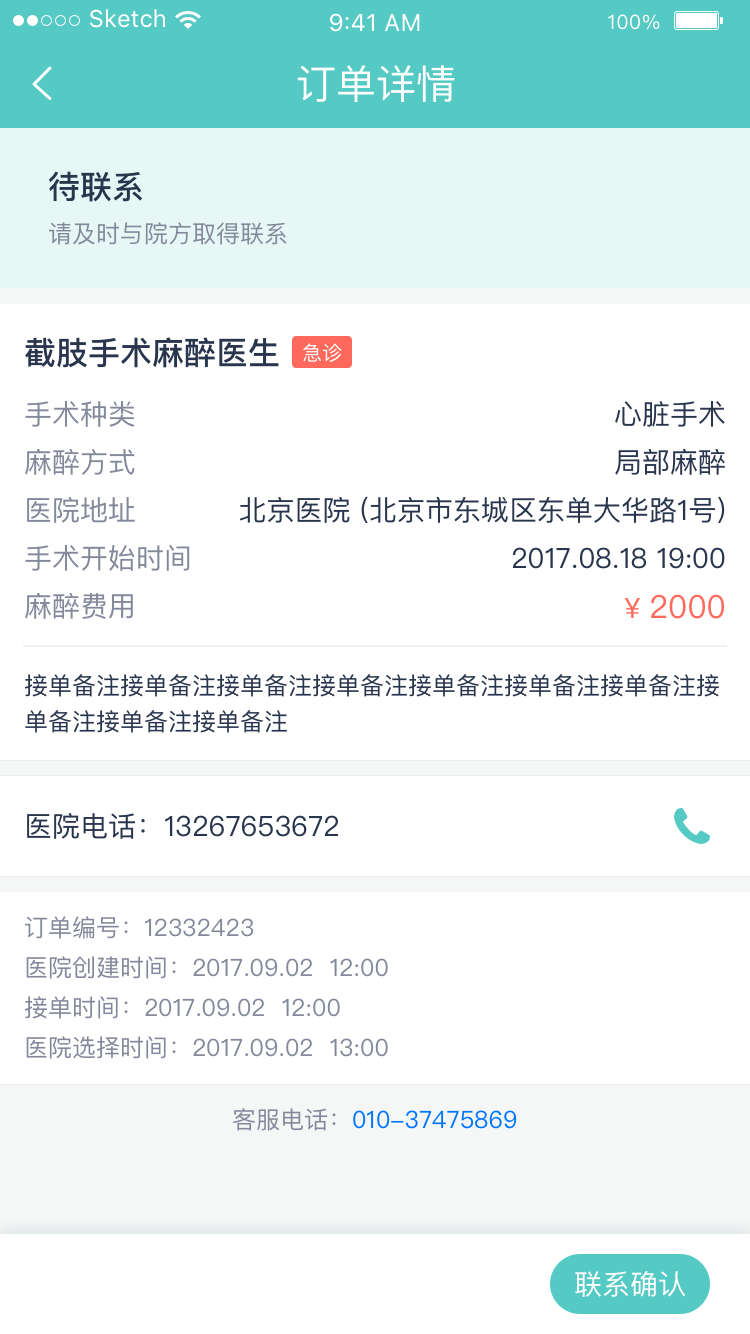 Sketch 9:41 AM 100%
订单详情
待联系
请及时与院方取得联系
截肢手术麻醉医生 急诊
手术种类 心脏手术
麻醉方式 局部麻醉
医院地址 北京医院 (北京市东城区东单大华路1号)
手术开始时间 2017.08.18 19:00
麻醉费用 ¥ 2000
接单备注接单备注接单备注接单备注接单备注接单备注接单备注接
单备注接单备注接单备注
医院电话：13267653672
订单编号：12332423
医院创建时间：2017.09.02 12:00
接单时间：2017.09.02 12:00
医院选择时间：2017.09.02 13:00
客服电话：010–37475869
联系确认